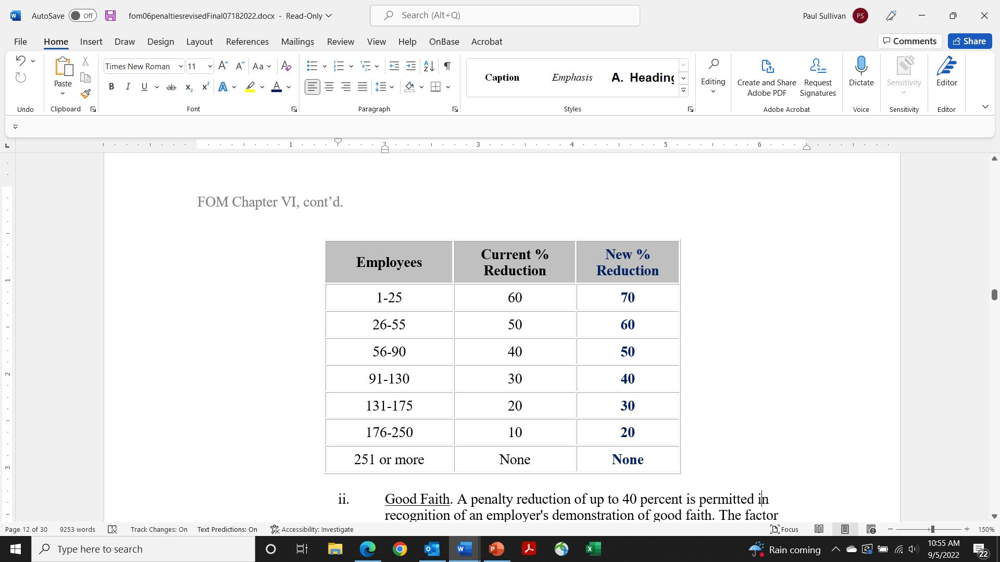 AutoSave Off fom06penaltiesrevisedFinal07182022.docx - Read-Only Search (Alt+Q) Paul Sullivan PS
File Home Insert Draw Design Layout References Mailings Review View Help OnBase Acrobat Comments Share
Times New Roman 11
Paste
Caption Emphasis A. Heading
Editing
Create and Share Adobe PDF
Request Signatures
Dictate
Sensitivity
Editor
Undo Clipboard Font Paragraph Styles Adobe Acrobat Voice Sensitivity Editor
1 2 3 4 5 6
FOM Chapter VI, cont’d.
Employees Current % Reduction New % Reduction
1-25 60 70
26-55 50 60
56-90 40 50
91-130 30 40
131-175 20 30
176-250 10 20
251 or more None None
ii. Good Faith. A penalty reduction of up to 40 percent is permitted in
recognition of an employer's demonstration of good faith. The factor
1
2
3
Page 12 of 30 9253 words Track Changes: On Text Predictions: On Accessibility: Investigate Focus 150%
Type here to search Rain coming 10:55 AM
9/5/2022 22